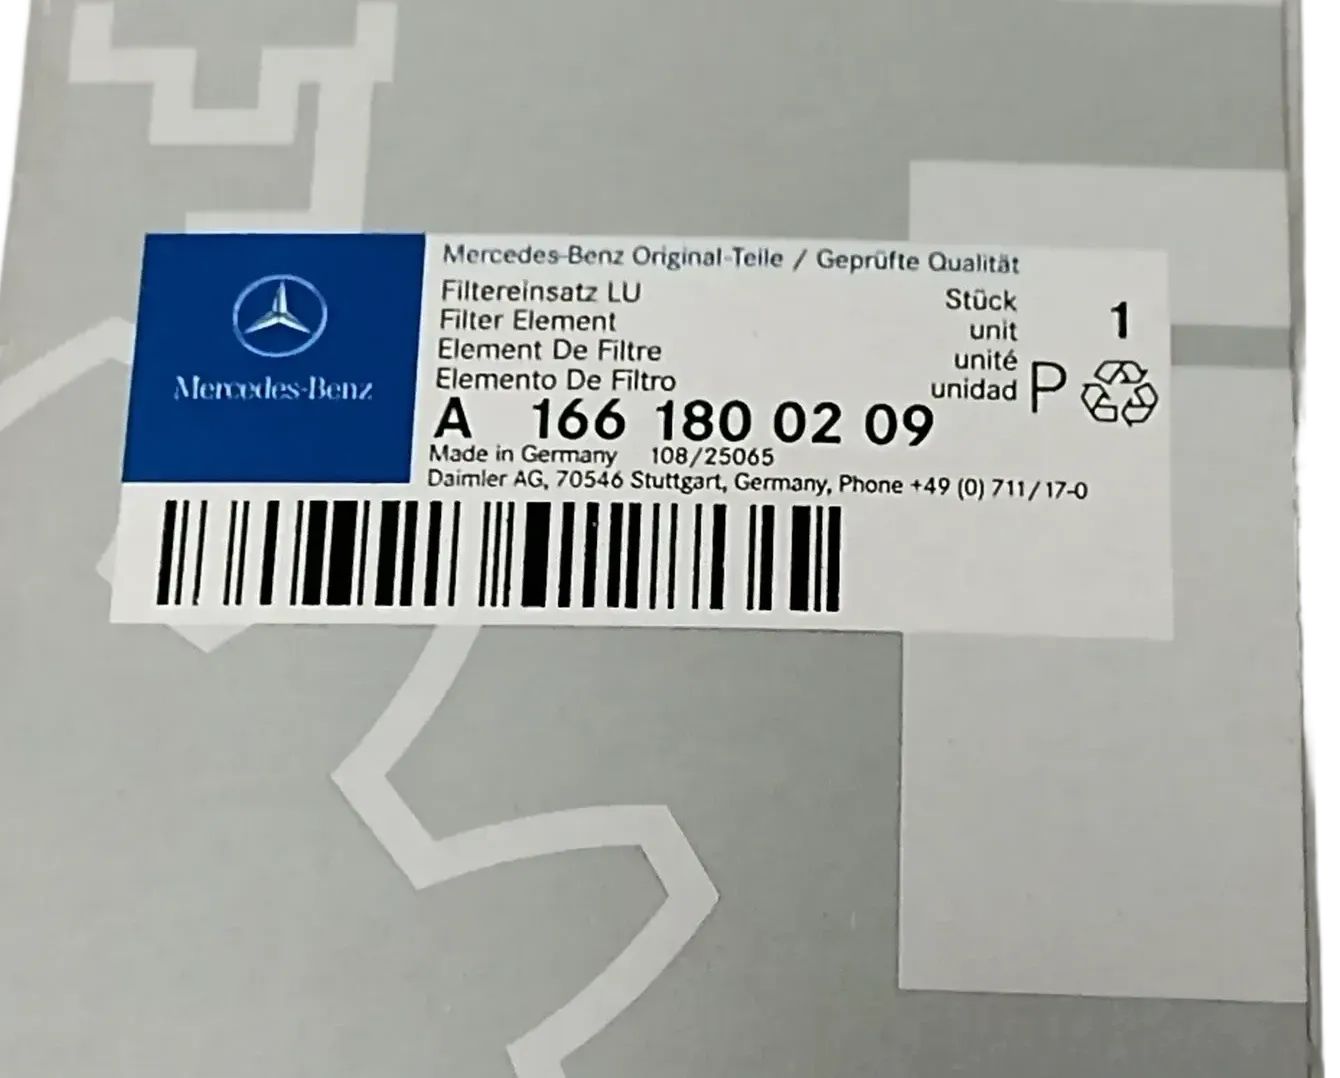 Mercedes-Benz
Mercedes-Benz Original-Teile / Geprüfte Qualität
Filtereinsatz LU
Filter Element
Element De Filtre
Elemento De Filtro
Stück
unit
unité
unidad
1
P
A 166 180 02 09
Made in Germany 108/25065
Daimler AG, 70546 Stuttgart, Germany, Phone +49 (0) 711/17-0